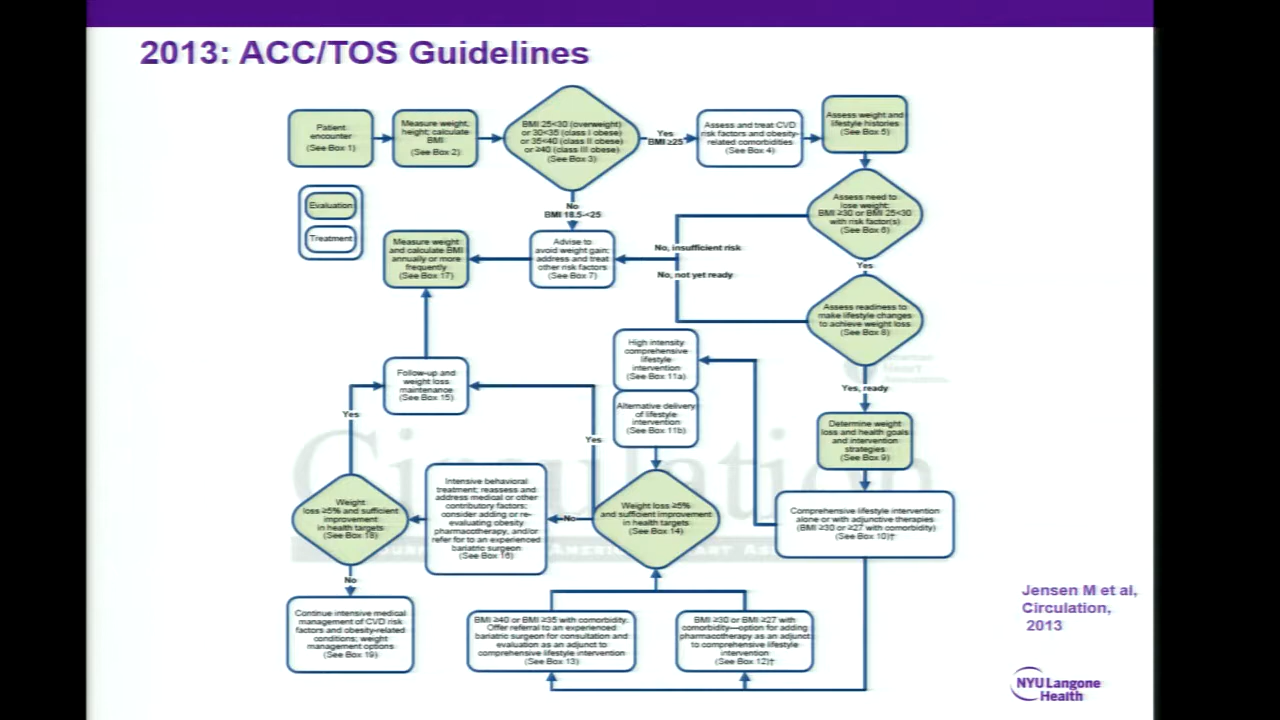 2013: ACC/TOS Guidelines
Patient
encounter
(See Box 1)
Measure weight,
height; calculate
BMI
(See Box 2)
BMI 25<30 (overweight)
or 30<35 (class I obese)
or 35<40 (class II obese)
or ≥40 (class III obese)
(See Box 3)
Yes
BMI ≥25
Assess and treat CVD
risk factors and obesity-
related comorbidities
(See Box 4)
Assess weight and
lifestyle histories
(See Box 5)
Evaluation
Treatment
No
BMI 18.5-<25
Assess need to
lose weight:
BMI ≥30 or BMI 25<30
with risk factor(s)
(See Box 6)
Measure weight
and calculate BMI
annually or more
frequently
(See Box 17)
Advise to
avoid weight gain;
address and treat
other risk factors
(See Box 7)
No, insufficient risk
No, not yet ready
Yes
Assess readiness to
make lifestyle changes
to achieve weight loss
(See Box 8)
Yes, ready
High intensity
comprehensive
lifestyle
intervention
(See Box 11a)
Alternative delivery
of lifestyle
intervention
(See Box 11b)
Follow-up and
weight loss
maintenance
(See Box 15)
Yes
Yes
Determine weight
loss and health goals
and intervention
strategies
(See Box 9)
Weight
loss ≥5% and sufficient
improvement
in health targets
(See Box 18)
Intensive behavioral
treatment; reassess and
address medical or other
contributory factors;
consider adding or re-
evaluating obesity
pharmacotherapy, and/or
refer for to an experienced
bariatric surgeon
(See Box 16)
No
Weight loss ≥5%
and sufficient improvement
in health targets
(See Box 14)
Comprehensive lifestyle intervention
alone or with adjunctive therapies
(BMI ≥30 or ≥27 with comorbidity)
(See Box 10)†
No
Continue intensive medical
management of CVD risk
factors and obesity-related
conditions; weight
management options
(See Box 19)
BMI ≥40 or BMI ≥35 with comorbidity.
Offer referral to an experienced
bariatric surgeon for consultation and
evaluation as an adjunct to
comprehensive lifestyle intervention
(See Box 13)
BMI ≥30 or BMI ≥27 with
comorbidity—option for adding
pharmacotherapy as an adjunct
to comprehensive lifestyle
intervention
(See Box 12)†
Circulation
American
Heart
Jensen M et al,
Circulation,
2013
NYU Langone
Health